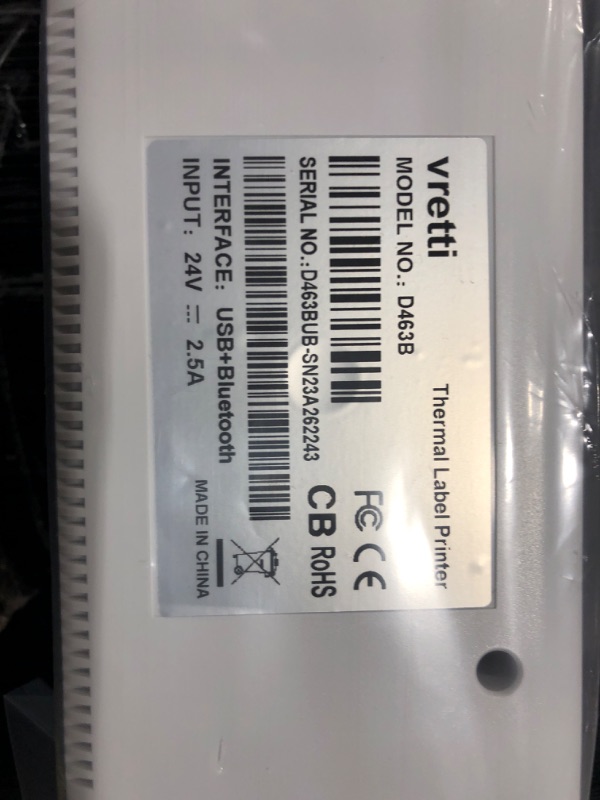 vretti
Thermal Label Printer
MODEL NO.: D463B
FC CE
SERIAL NO.:D463BUB-SN23A262243
CB RoHS
INTERFACE: USB+Bluetooth
INPUT: 24V ⎓ 2.5A
MADE IN CHINA